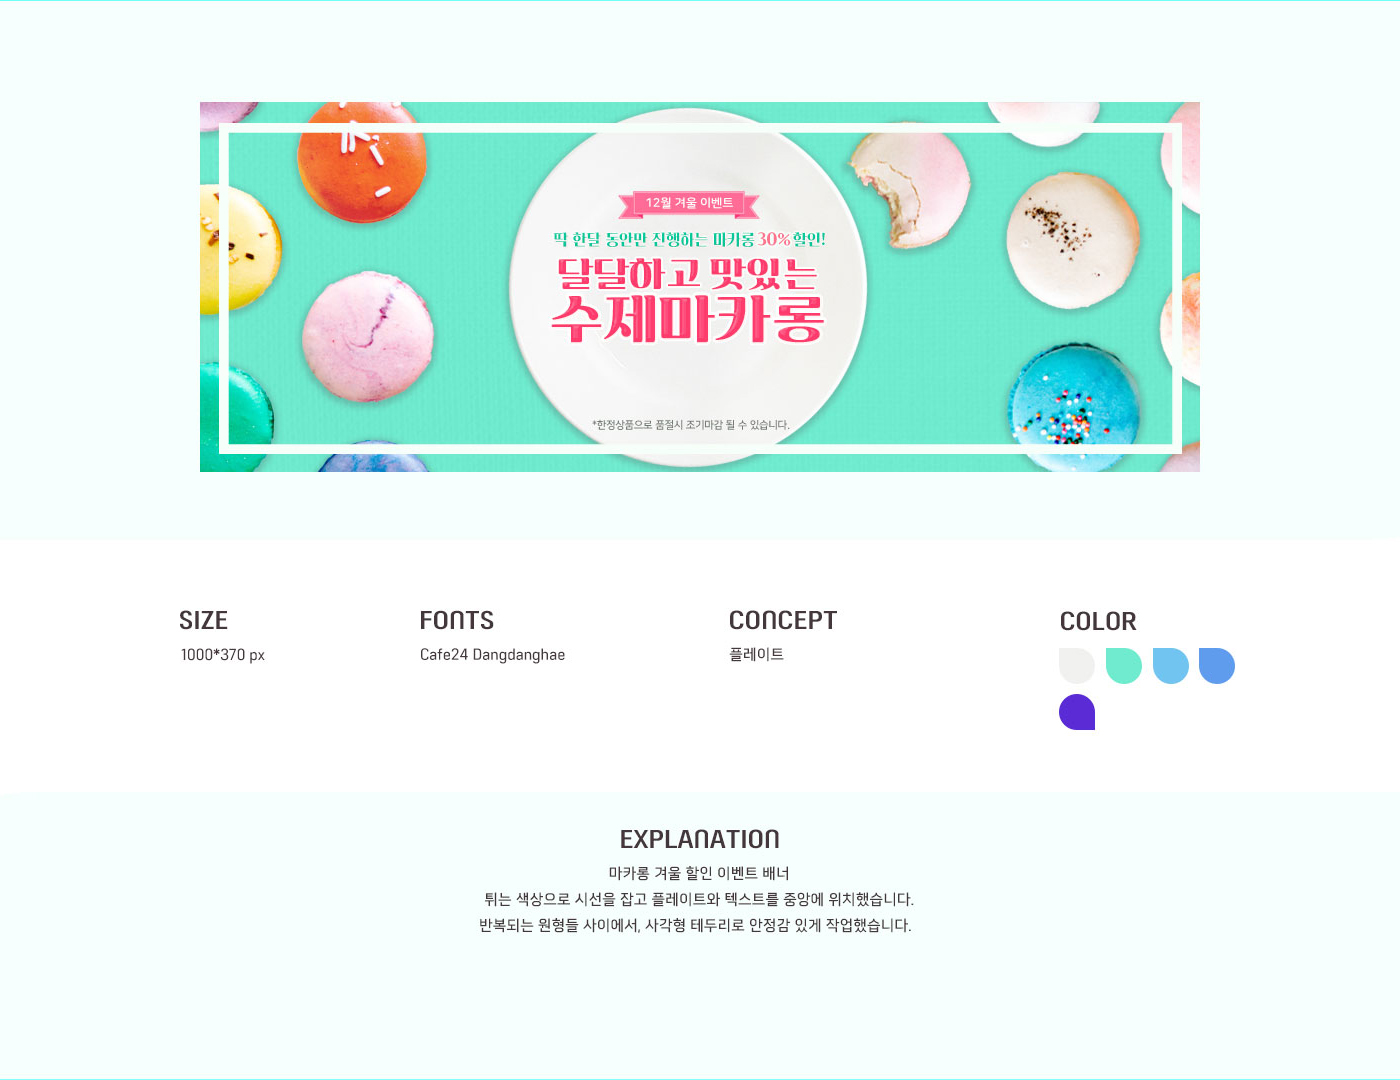 12월 겨울 이벤트
딱 한달 동안만 진행하는 마카롱 30% 할인!
달달하고 맛있는
수제마카롱
*한정상품으로 품절시 조기마감 될 수 있습니다.
SIZE
1000*370 px
FONTS
Cafe24 Dangdanghae
CONCEPT
플레이트
COLOR
EXPLANATION
마카롱 겨울 할인 이벤트 배너
튀는 색상으로 시선을 잡고 플레이트와 텍스트를 중앙에 위치했습니다.
반복되는 원형들 사이에서, 사각형 테두리로 안정감 있게 작업했습니다.